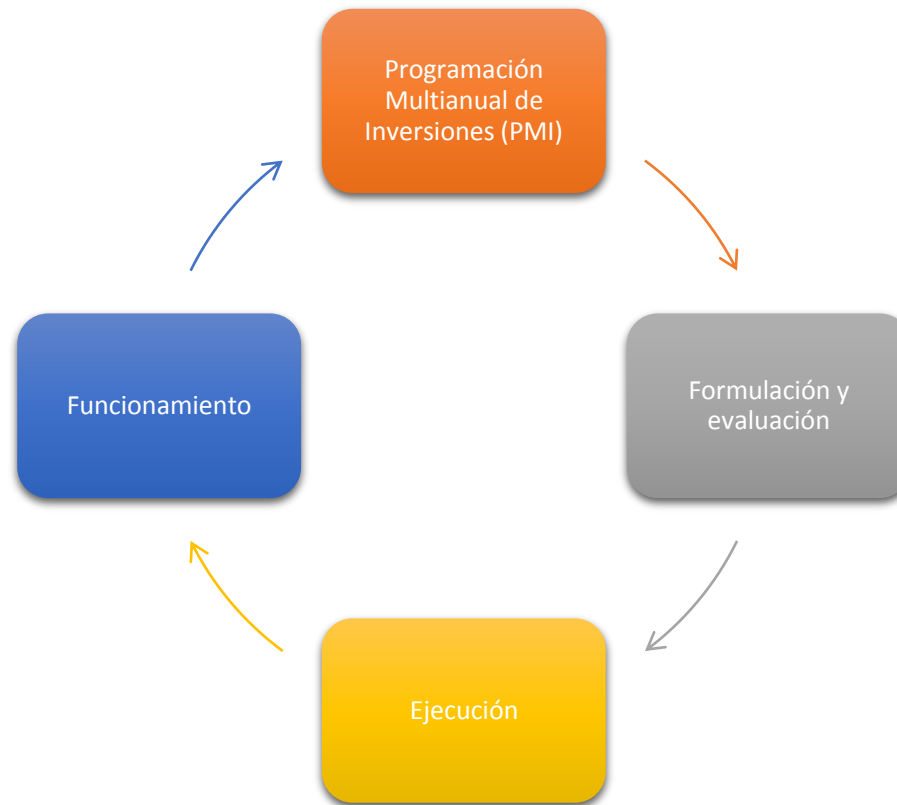 Programación
Multianual de
Inversiones (PMI)
Formulación y
evaluación
Ejecución
Funcionamiento